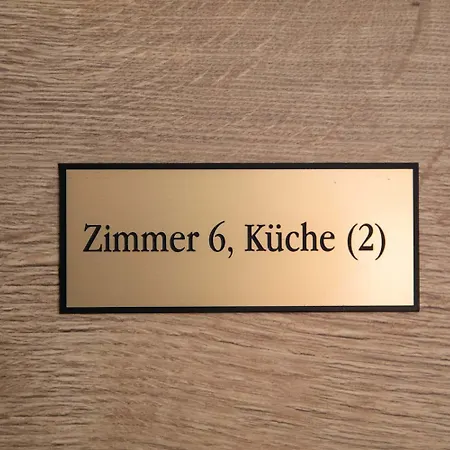 Zimmer 6, Küche (2)